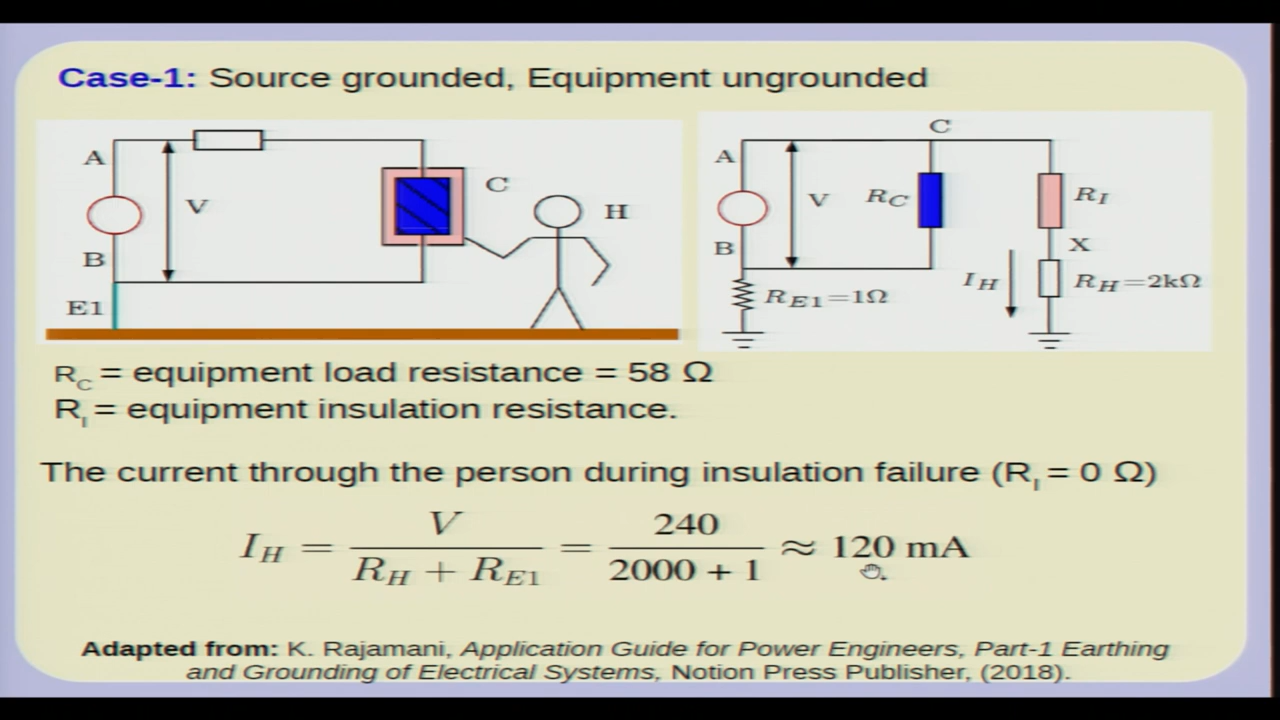 Case-1: Source grounded, Equipment ungrounded
A
V
B
E1
C
H
A
V
B
R_E1=1Ω
R_C
C
R_I
X
I_H
R_H=2kΩ
R_C = equipment load resistance = 58 Ω
R_I = equipment insulation resistance.
The current through the person during insulation failure (R_I = 0 Ω)
I_H = V / (R_H + R_E1) = 240 / (2000 + 1) ≈ 120 mA
Adapted from: K. Rajamani, Application Guide for Power Engineers, Part-1 Earthing
and Grounding of Electrical Systems, Notion Press Publisher, (2018).